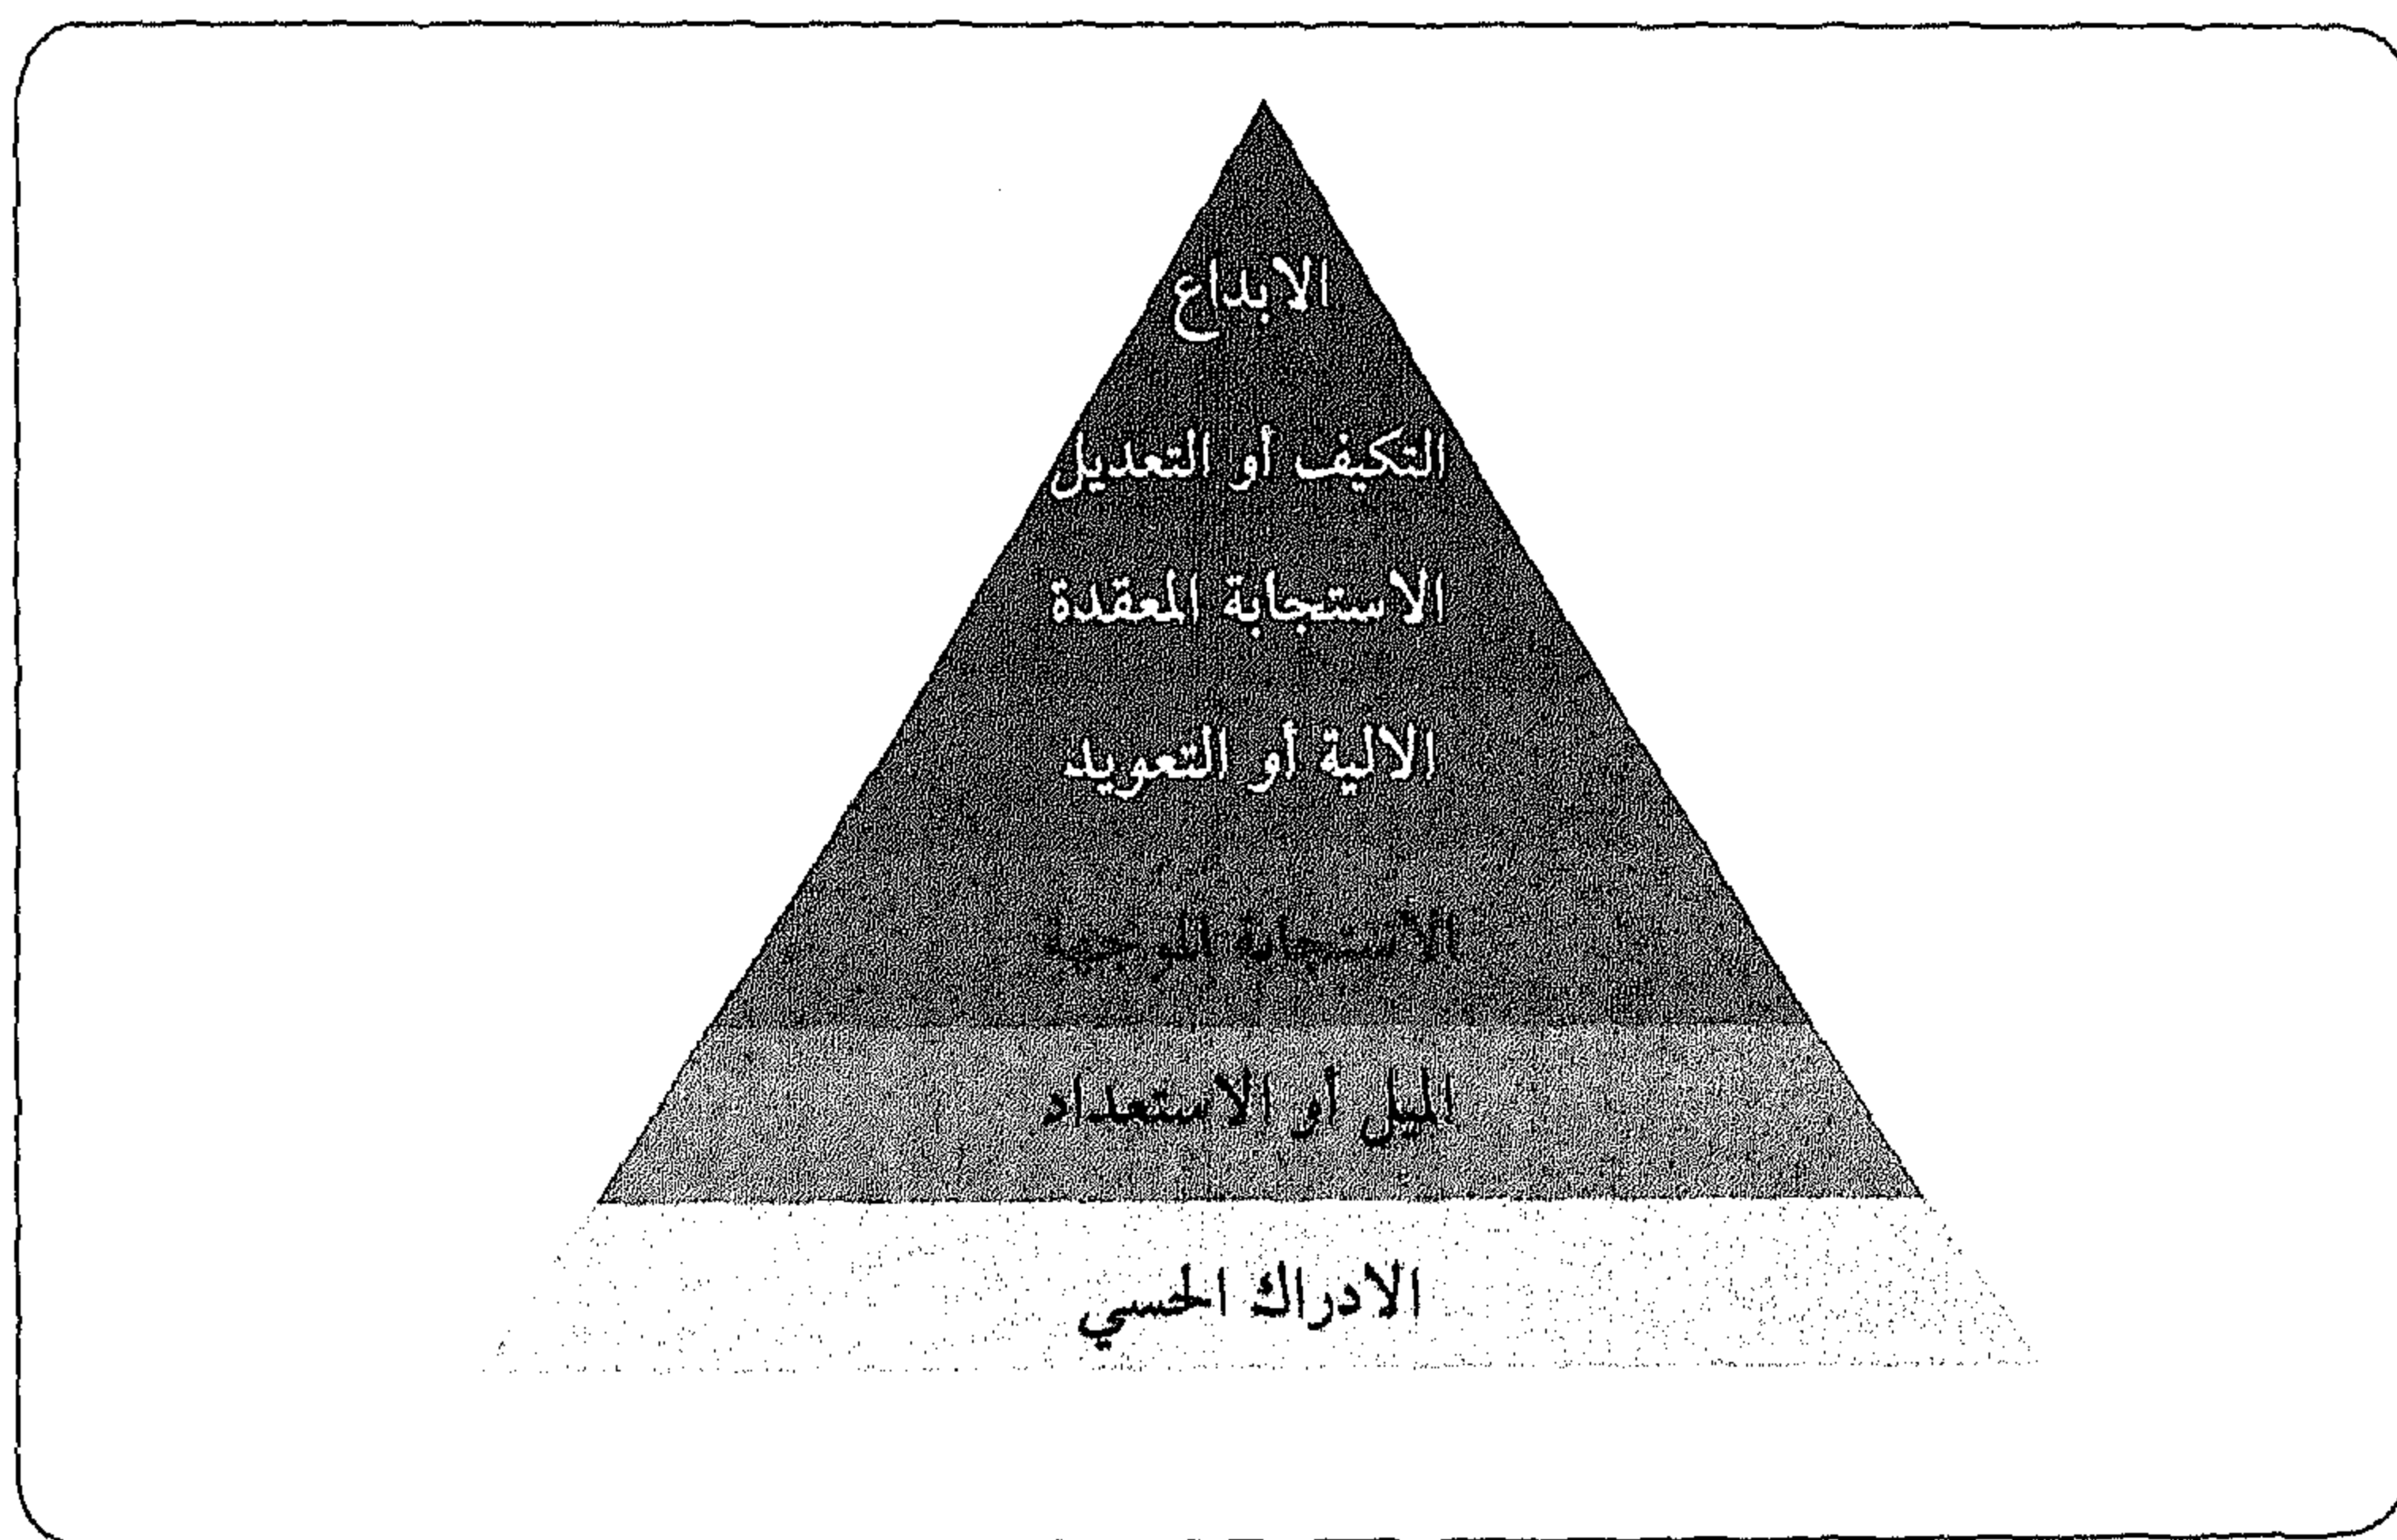 الابداع
التكيف أو التعديل
الاستجابة المعقدة
الالية أو التعويد
الاستجابة الموجهة
الميل أو الاستعداد
الادراك الحسي